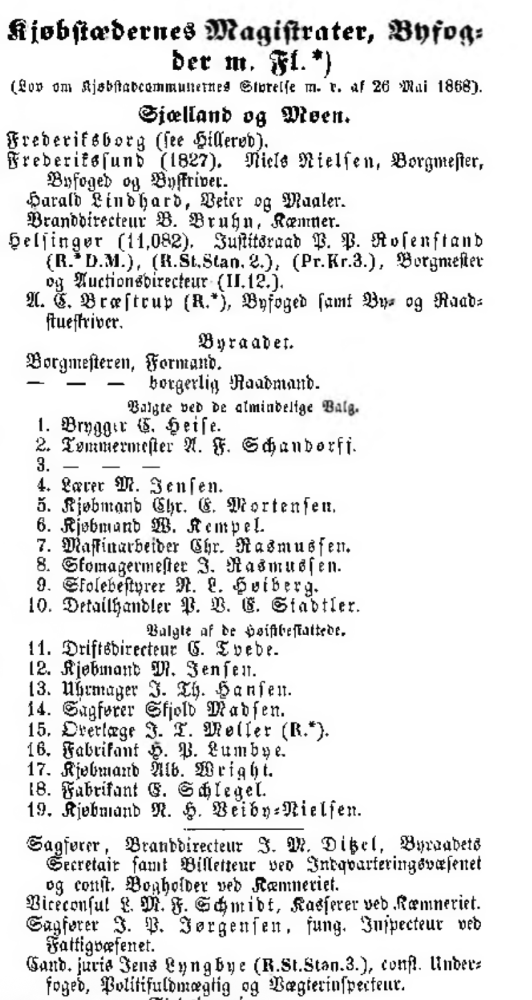 Kjøbstædernes Magistrater, Byfog-
der m. Fl.*)
(Lov om Kjøbstadcommunernes Styrelse m. v. af 26 Mai 1868).
Sjælland og Møen.
Frederiksborg (see Hillerød).
Frederikssund (1827). Niels Nielsen, Borgmester,
Byfoged og Byskriver.
Harald Lindhard, Veier og Maaler.
Branddirecteur B. Bruhn, Kæmner.
Helsingør (11,082). Justitsraad P. P. Rosenstand
(R.*D.M.), (R.St.Stan.2.), (Pr.Kr.3.), Borgmester
og Auctionsdirecteur (II.12.).
A. C. Bræstrup (R.*), Byfoged samt By- og Raad-
stueskriver.
Byraadet.
Borgmesteren, Formand.
— — — borgerlig Raadmand.
Valgte ved de almindelige Valg.
1. Brygger C. Heise.
2. Tømmermester A. F. Schandorff.
3. — — —
4. Lærer M. Jensen.
5. Kjøbmand Chr. E. Mortensen.
6. Kjøbmand W. Kempel.
7. Maskinarbeider Chr. Rasmussen.
8. Skomagermester J. Rasmussen.
9. Skolebestyrer N. L. Høiberg.
10. Detailhandler P. V. E. Stadtler.
Valgte af de Høistbeskattede.
11. Driftsdirecteur C. Tvede.
12. Kjøbmand M. Jensen.
13. Uhrmager J. Th. Hansen.
14. Sagfører Skjold Madsen.
15. Overlæge J. T. Møller (R.*).
16. Fabrikant H. P. Lumbye.
17. Kjøbmand Alb. Wright.
18. Fabrikant C. Schlegel.
19. Kjøbmand N. H. Veiby-Nielsen.
Sagfører, Branddirecteur J. M. Ditzel, Byraadets
Secretair samt Billetteur ved Indqvarteringsvæsenet
og const. Bogholder ved Kæmneriet.
Viceconsul L. M. F. Schmidt, Kasserer ved Kæmneriet.
Sagfører J. P. Jørgensen, fung. Inspecteur ved
Fattigvæsenet.
Cand. juris Jens Lyngbye (R.St.Stan.3.), const. Under-
foged, Politifuldmægtig og Vægterinspecteur.